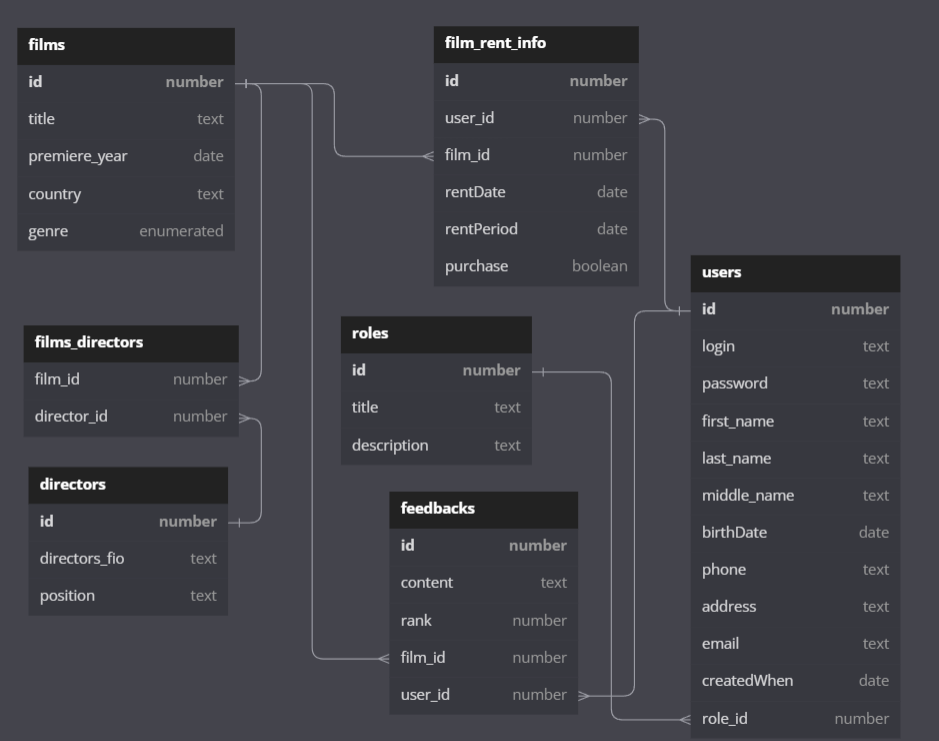 films
id number
title text
premiere_year date
country text
genre enumerated
film_rent_info
id number
user_id number
film_id number
rentDate date
rentPeriod date
purchase boolean
users
id number
login text
password text
first_name text
last_name text
middle_name text
birthDate date
phone text
address text
email text
createdWhen date
role_id number
films_directors
film_id number
director_id number
roles
id number
title text
description text
directors
id number
directors_fio text
position text
feedbacks
id number
content text
rank number
film_id number
user_id number